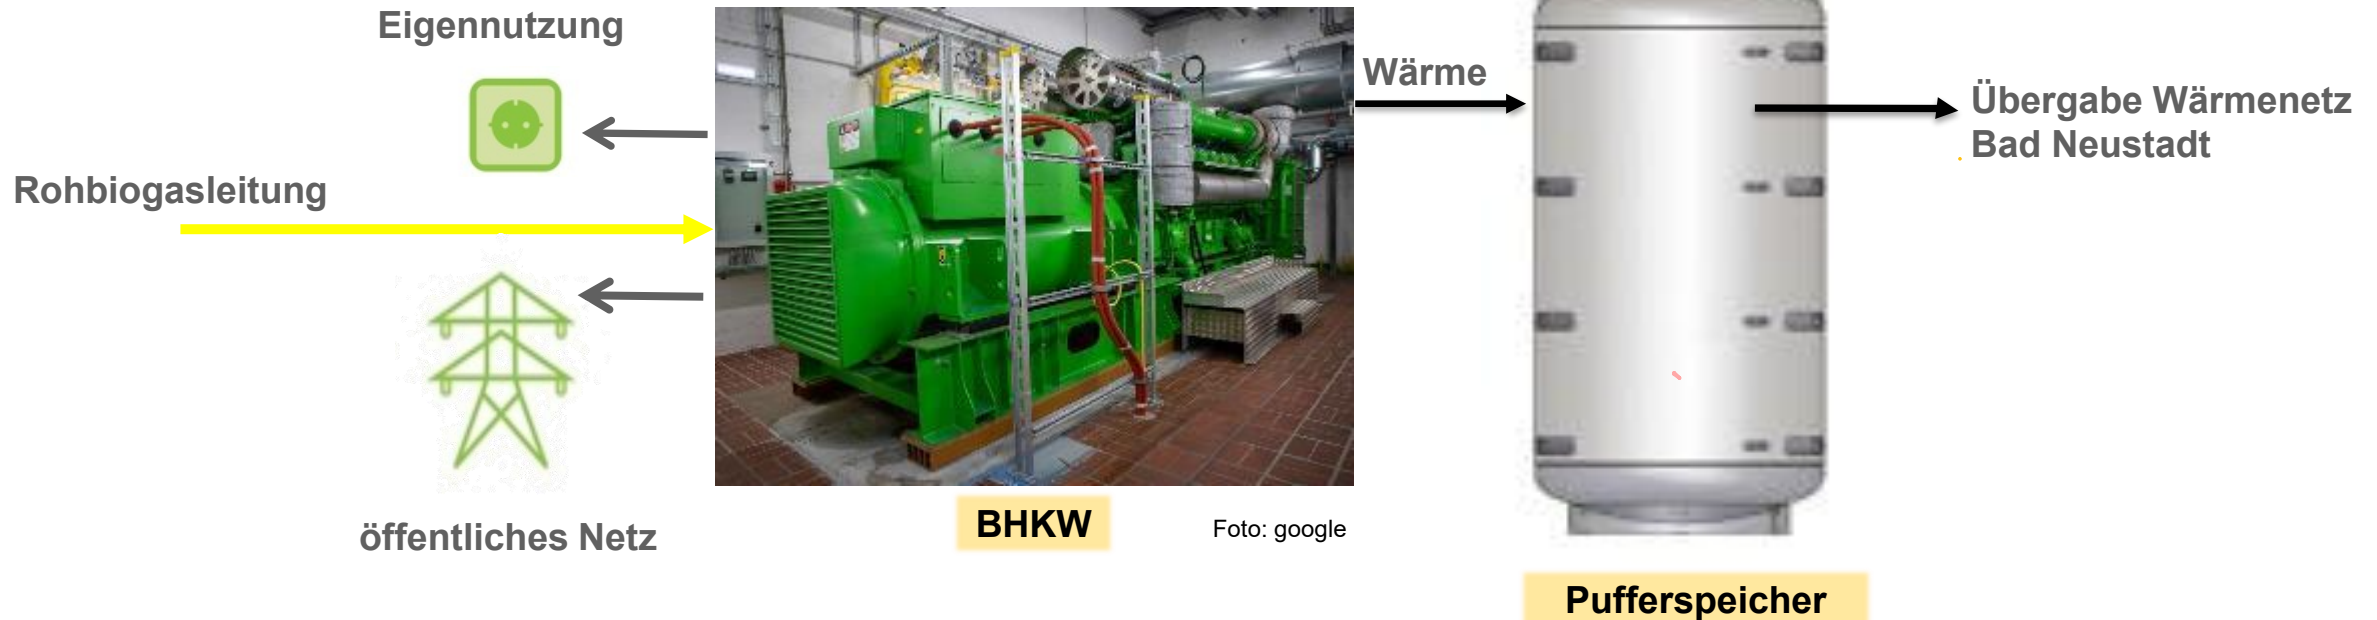 Eigennutzung
Rohbiogasleitung
öffentliches Netz
BHKW
Foto: google
Wärme
Übergabe Wärmenetz
Bad Neustadt
Pufferspeicher